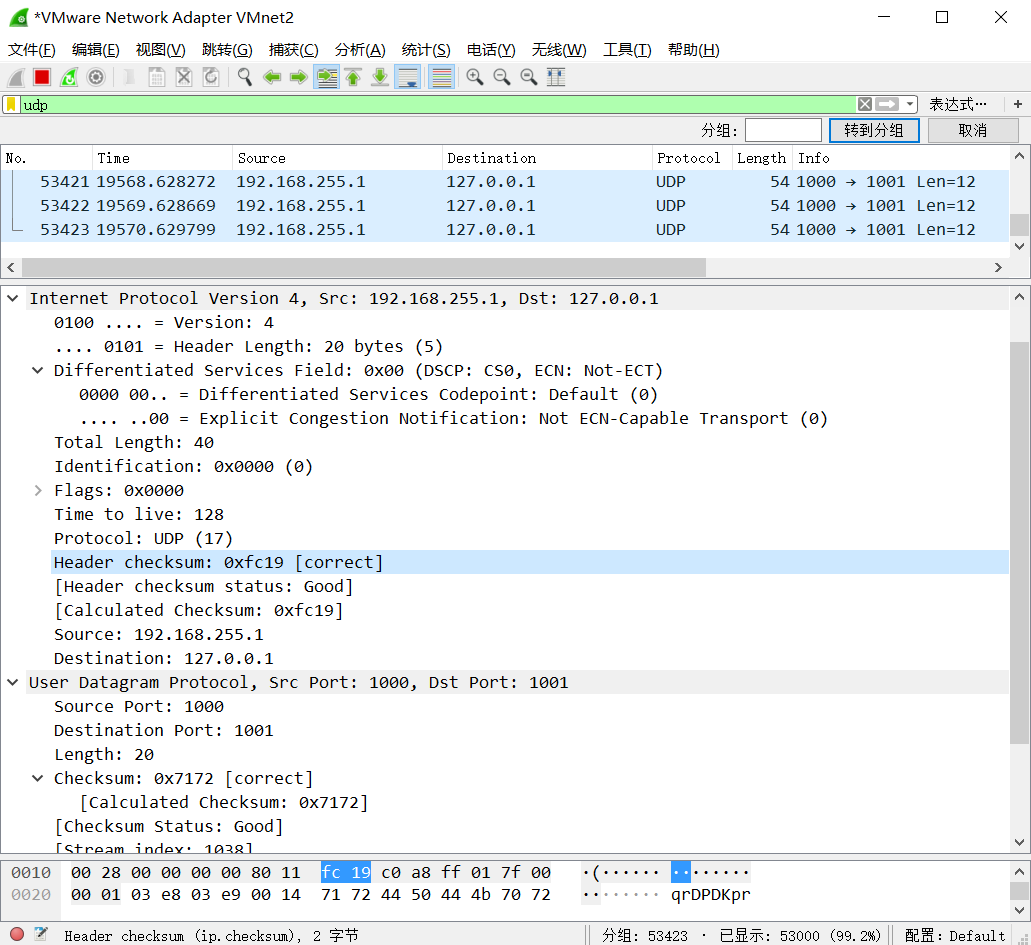 *VMware Network Adapter VMnet2
文件(F) 编辑(E) 视图(V) 跳转(G) 捕获(C) 分析(A) 统计(S) 电话(Y) 无线(W) 工具(T) 帮助(H)
udp 表达式… +
分组: 转到分组 取消
No. Time Source Destination Protocol Length Info
53421 19568.628272 192.168.255.1 127.0.0.1 UDP 54 1000 → 1001 Len=12
53422 19569.628669 192.168.255.1 127.0.0.1 UDP 54 1000 → 1001 Len=12
53423 19570.629799 192.168.255.1 127.0.0.1 UDP 54 1000 → 1001 Len=12
Internet Protocol Version 4, Src: 192.168.255.1, Dst: 127.0.0.1
0100 .... = Version: 4
.... 0101 = Header Length: 20 bytes (5)
Differentiated Services Field: 0x00 (DSCP: CS0, ECN: Not-ECT)
0000 00.. = Differentiated Services Codepoint: Default (0)
.... ..00 = Explicit Congestion Notification: Not ECN-Capable Transport (0)
Total Length: 40
Identification: 0x0000 (0)
Flags: 0x0000
Time to live: 128
Protocol: UDP (17)
Header checksum: 0xfc19 [correct]
[Header checksum status: Good]
[Calculated Checksum: 0xfc19]
Source: 192.168.255.1
Destination: 127.0.0.1
User Datagram Protocol, Src Port: 1000, Dst Port: 1001
Source Port: 1000
Destination Port: 1001
Length: 20
Checksum: 0x7172 [correct]
[Calculated Checksum: 0x7172]
[Checksum Status: Good]
[Stream index: 1038]
0010 00 28 00 00 00 00 80 11 fc 19 c0 a8 ff 01 7f 00 ·(······ ········
0020 00 01 03 e8 03 e9 00 14 71 72 44 50 44 4b 70 72 ········ qrDPDKpr
Header checksum (ip.checksum), 2 字节 分组: 53423 · 已显示: 53000 (99.2%) 配置: Default